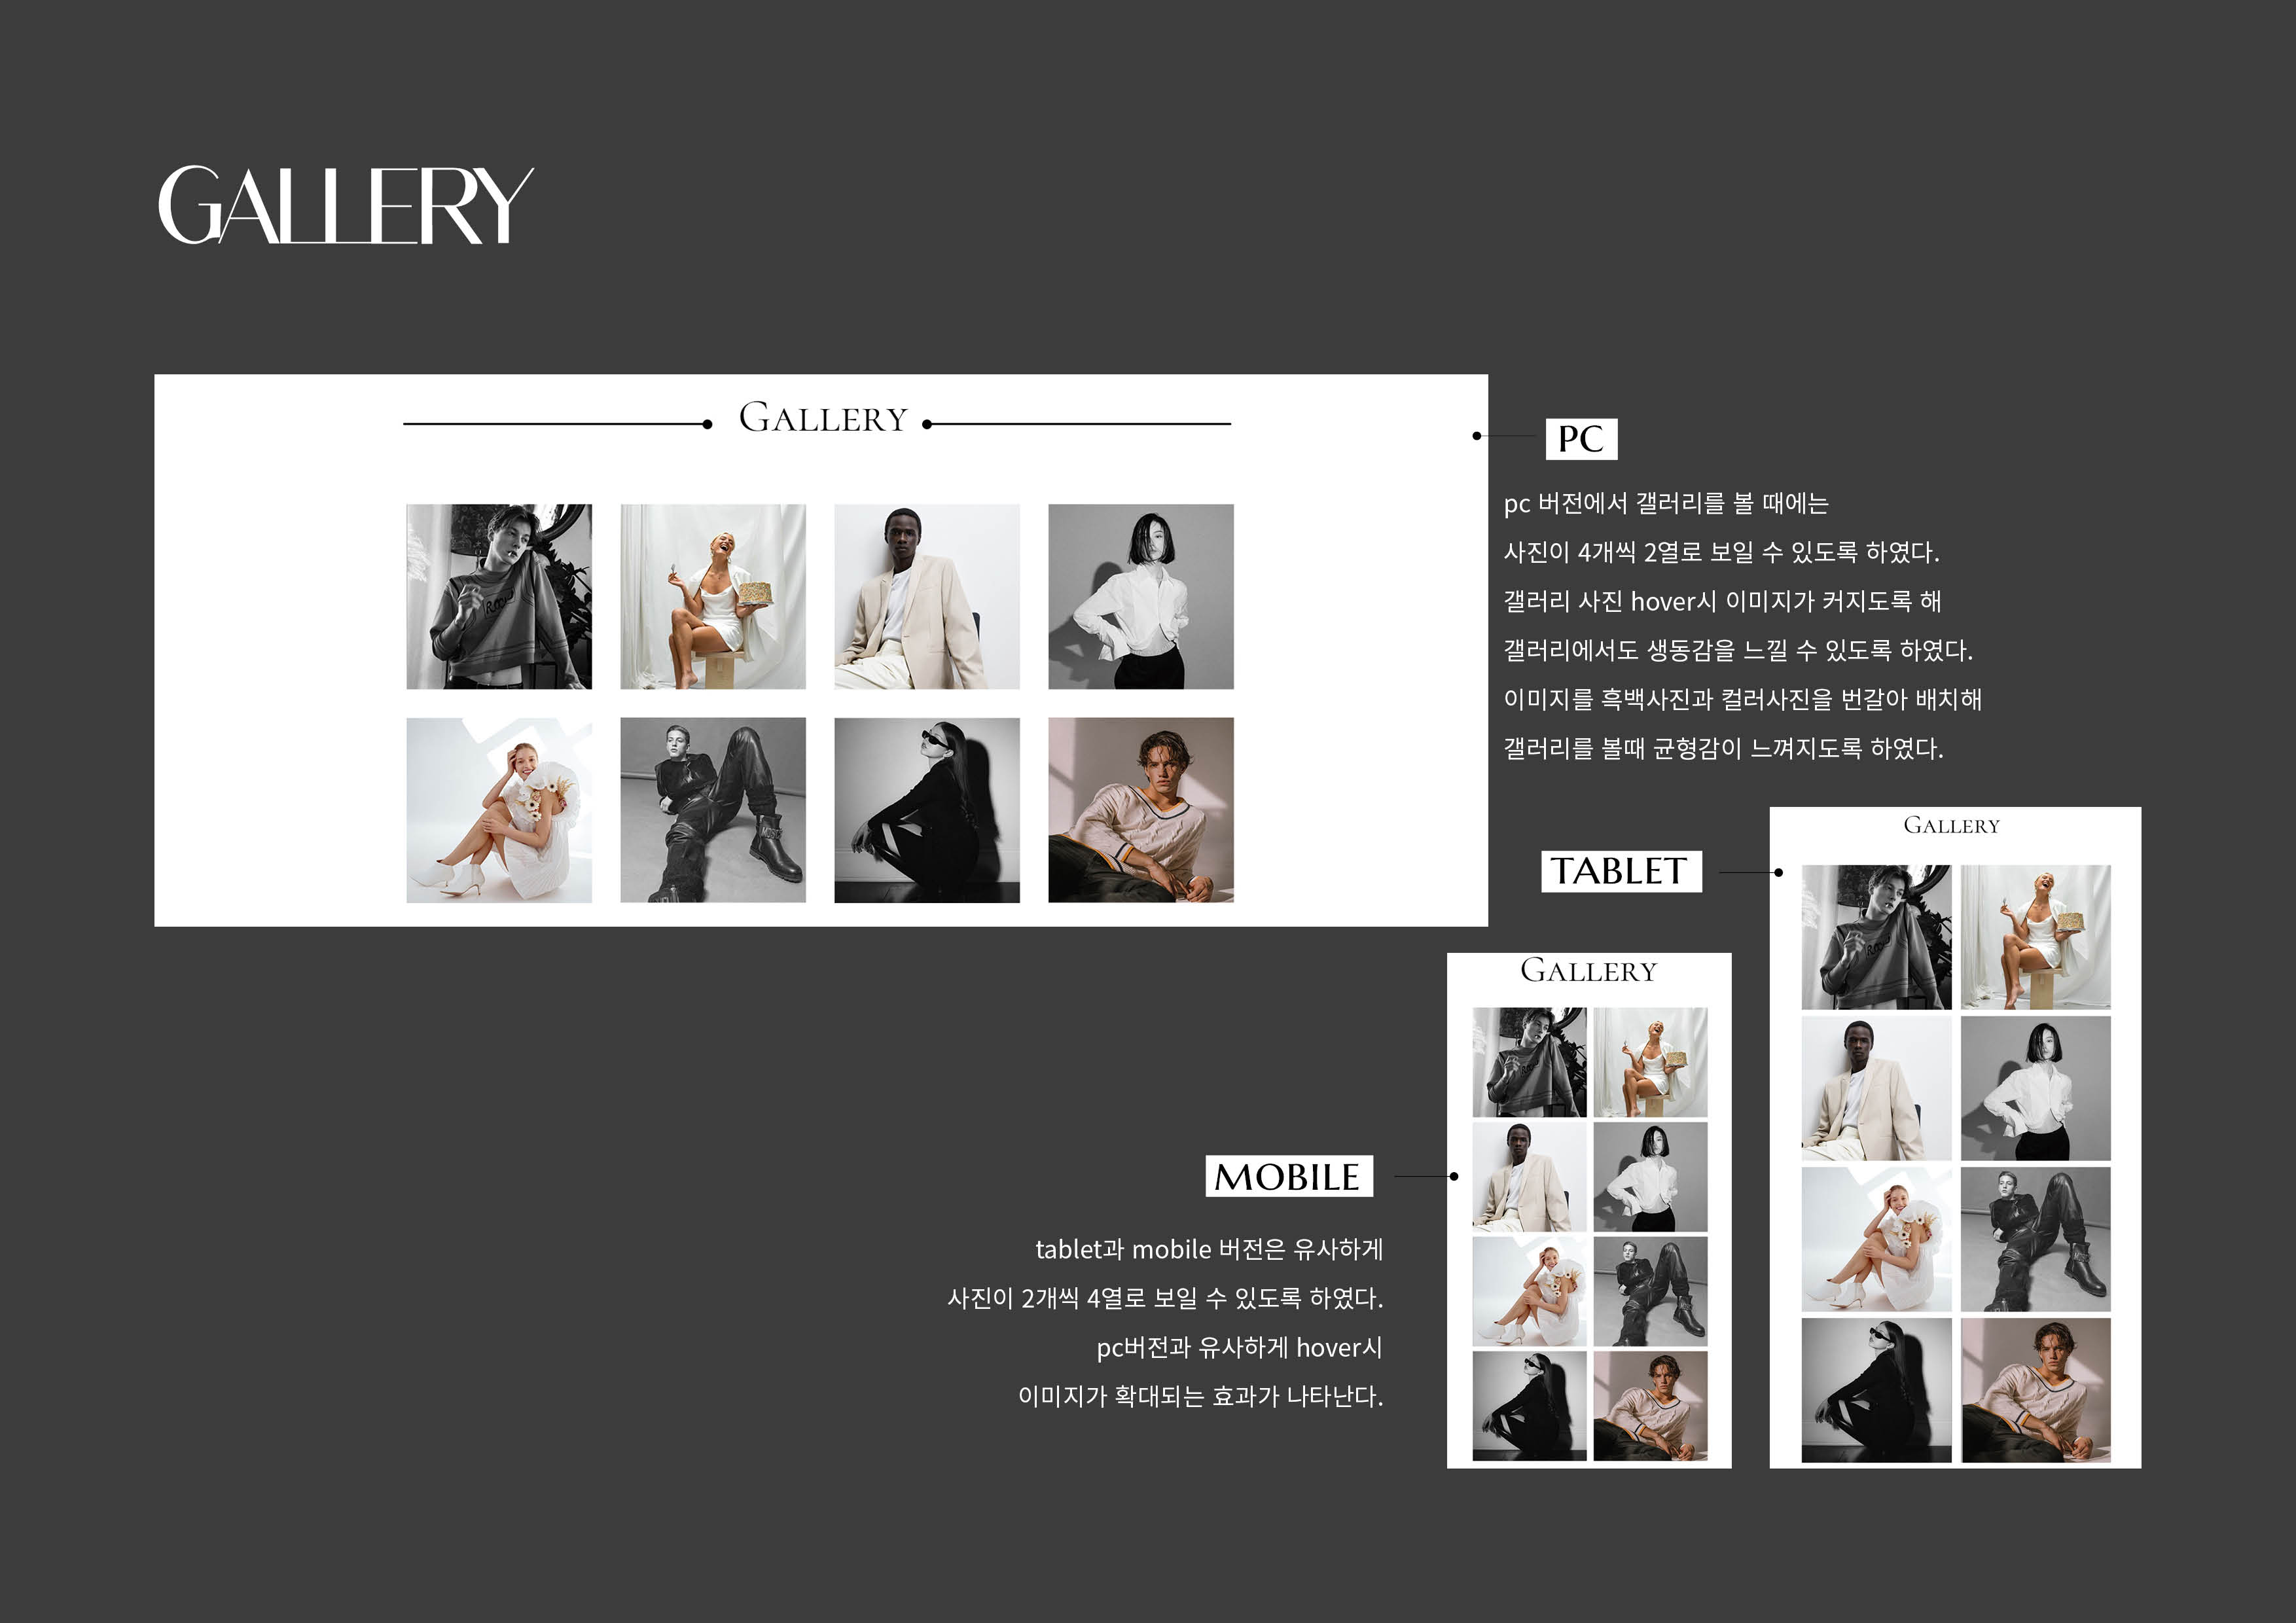 GALLERY
GALLERY
PC
pc 버전에서 갤러리를 볼 때에는
사진이 4개씩 2열로 보일 수 있도록 하였다.
갤러리 사진 hover시 이미지가 커지도록 해
갤러리에서도 생동감을 느낄 수 있도록 하였다.
이미지를 흑백사진과 컬러사진을 번갈아 배치해
갤러리를 볼때 균형감이 느껴지도록 하였다.
TABLET
GALLERY
GALLERY
MOBILE
tablet과 mobile 버전은 유사하게
사진이 2개씩 4열로 보일 수 있도록 하였다.
pc버전과 유사하게 hover시
이미지가 확대되는 효과가 나타난다.